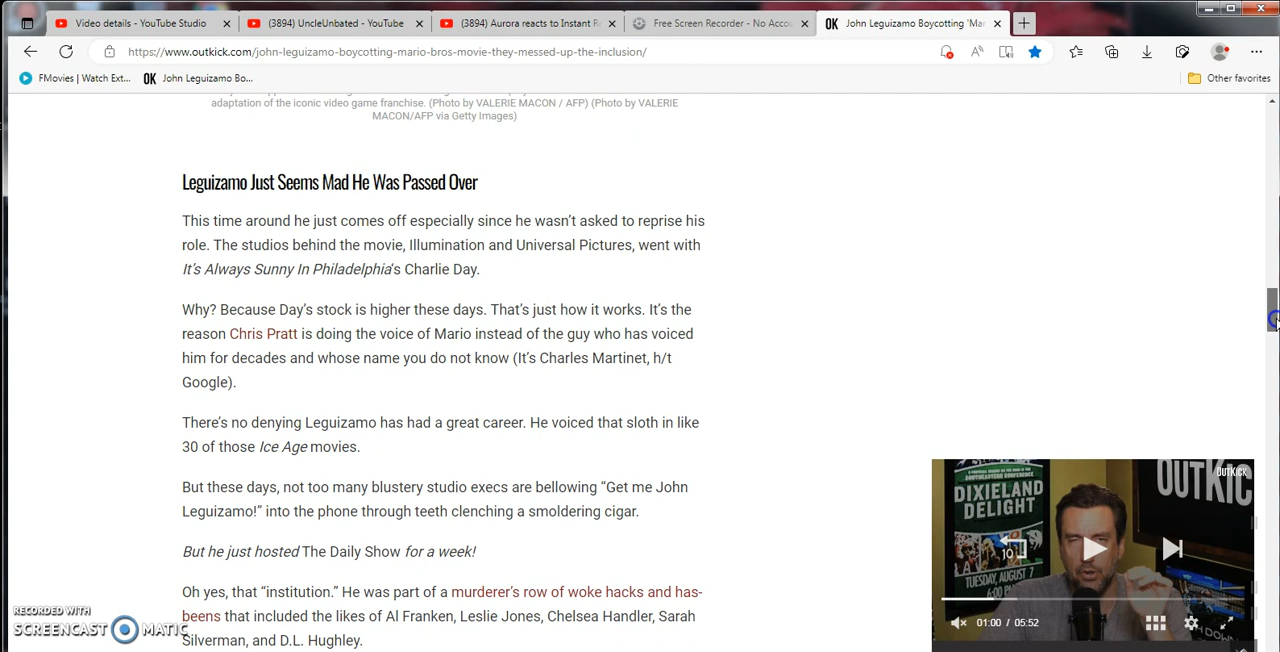 Video details - YouTube Studio
(3894) UncleUnbated - YouTube
(3894) Aurora reacts to Instant R
Free Screen Recorder - No Accou
OK John Leguizamo Boycotting 'Mar
https://www.outkick.com/john-leguizamo-boycotting-mario-bros-movie-they-messed-up-the-inclusion/
FMovies | Watch Ext...
OK John Leguizamo Bo...
Other favorites
adaptation of the iconic video game franchise. (Photo by VALERIE MACON / AFP) (Photo by VALERIE
MACON/AFP via Getty Images)
Leguizamo Just Seems Mad He Was Passed Over
This time around he just comes off especially since he wasn't asked to reprise his
role. The studios behind the movie, Illumination and Universal Pictures, went with
It's Always Sunny In Philadelphia's Charlie Day.
Why? Because Day's stock is higher these days. That's just how it works. It's the
reason Chris Pratt is doing the voice of Mario instead of the guy who has voiced
him for decades and whose name you do not know (It's Charles Martinet, h/t
Google).
There's no denying Leguizamo has had a great career. He voiced that sloth in like
30 of those Ice Age movies.
But these days, not too many blustery studio execs are bellowing "Get me John
Leguizamo!" into the phone through teeth clenching a smoldering cigar.
But he just hosted The Daily Show for a week!
Oh yes, that "institution." He was part of a murderer's row of woke hacks and has-
beens that included the likes of Al Franken, Leslie Jones, Chelsea Handler, Sarah
Silverman, and D.L. Hughley.
OUTKIC
OUTKICK
DIXIELAND
DELIGHT
TUESDAY, AUGUST 7
10
01:00 / 05:52
RECORDED WITH
SCREENCAST MATIC